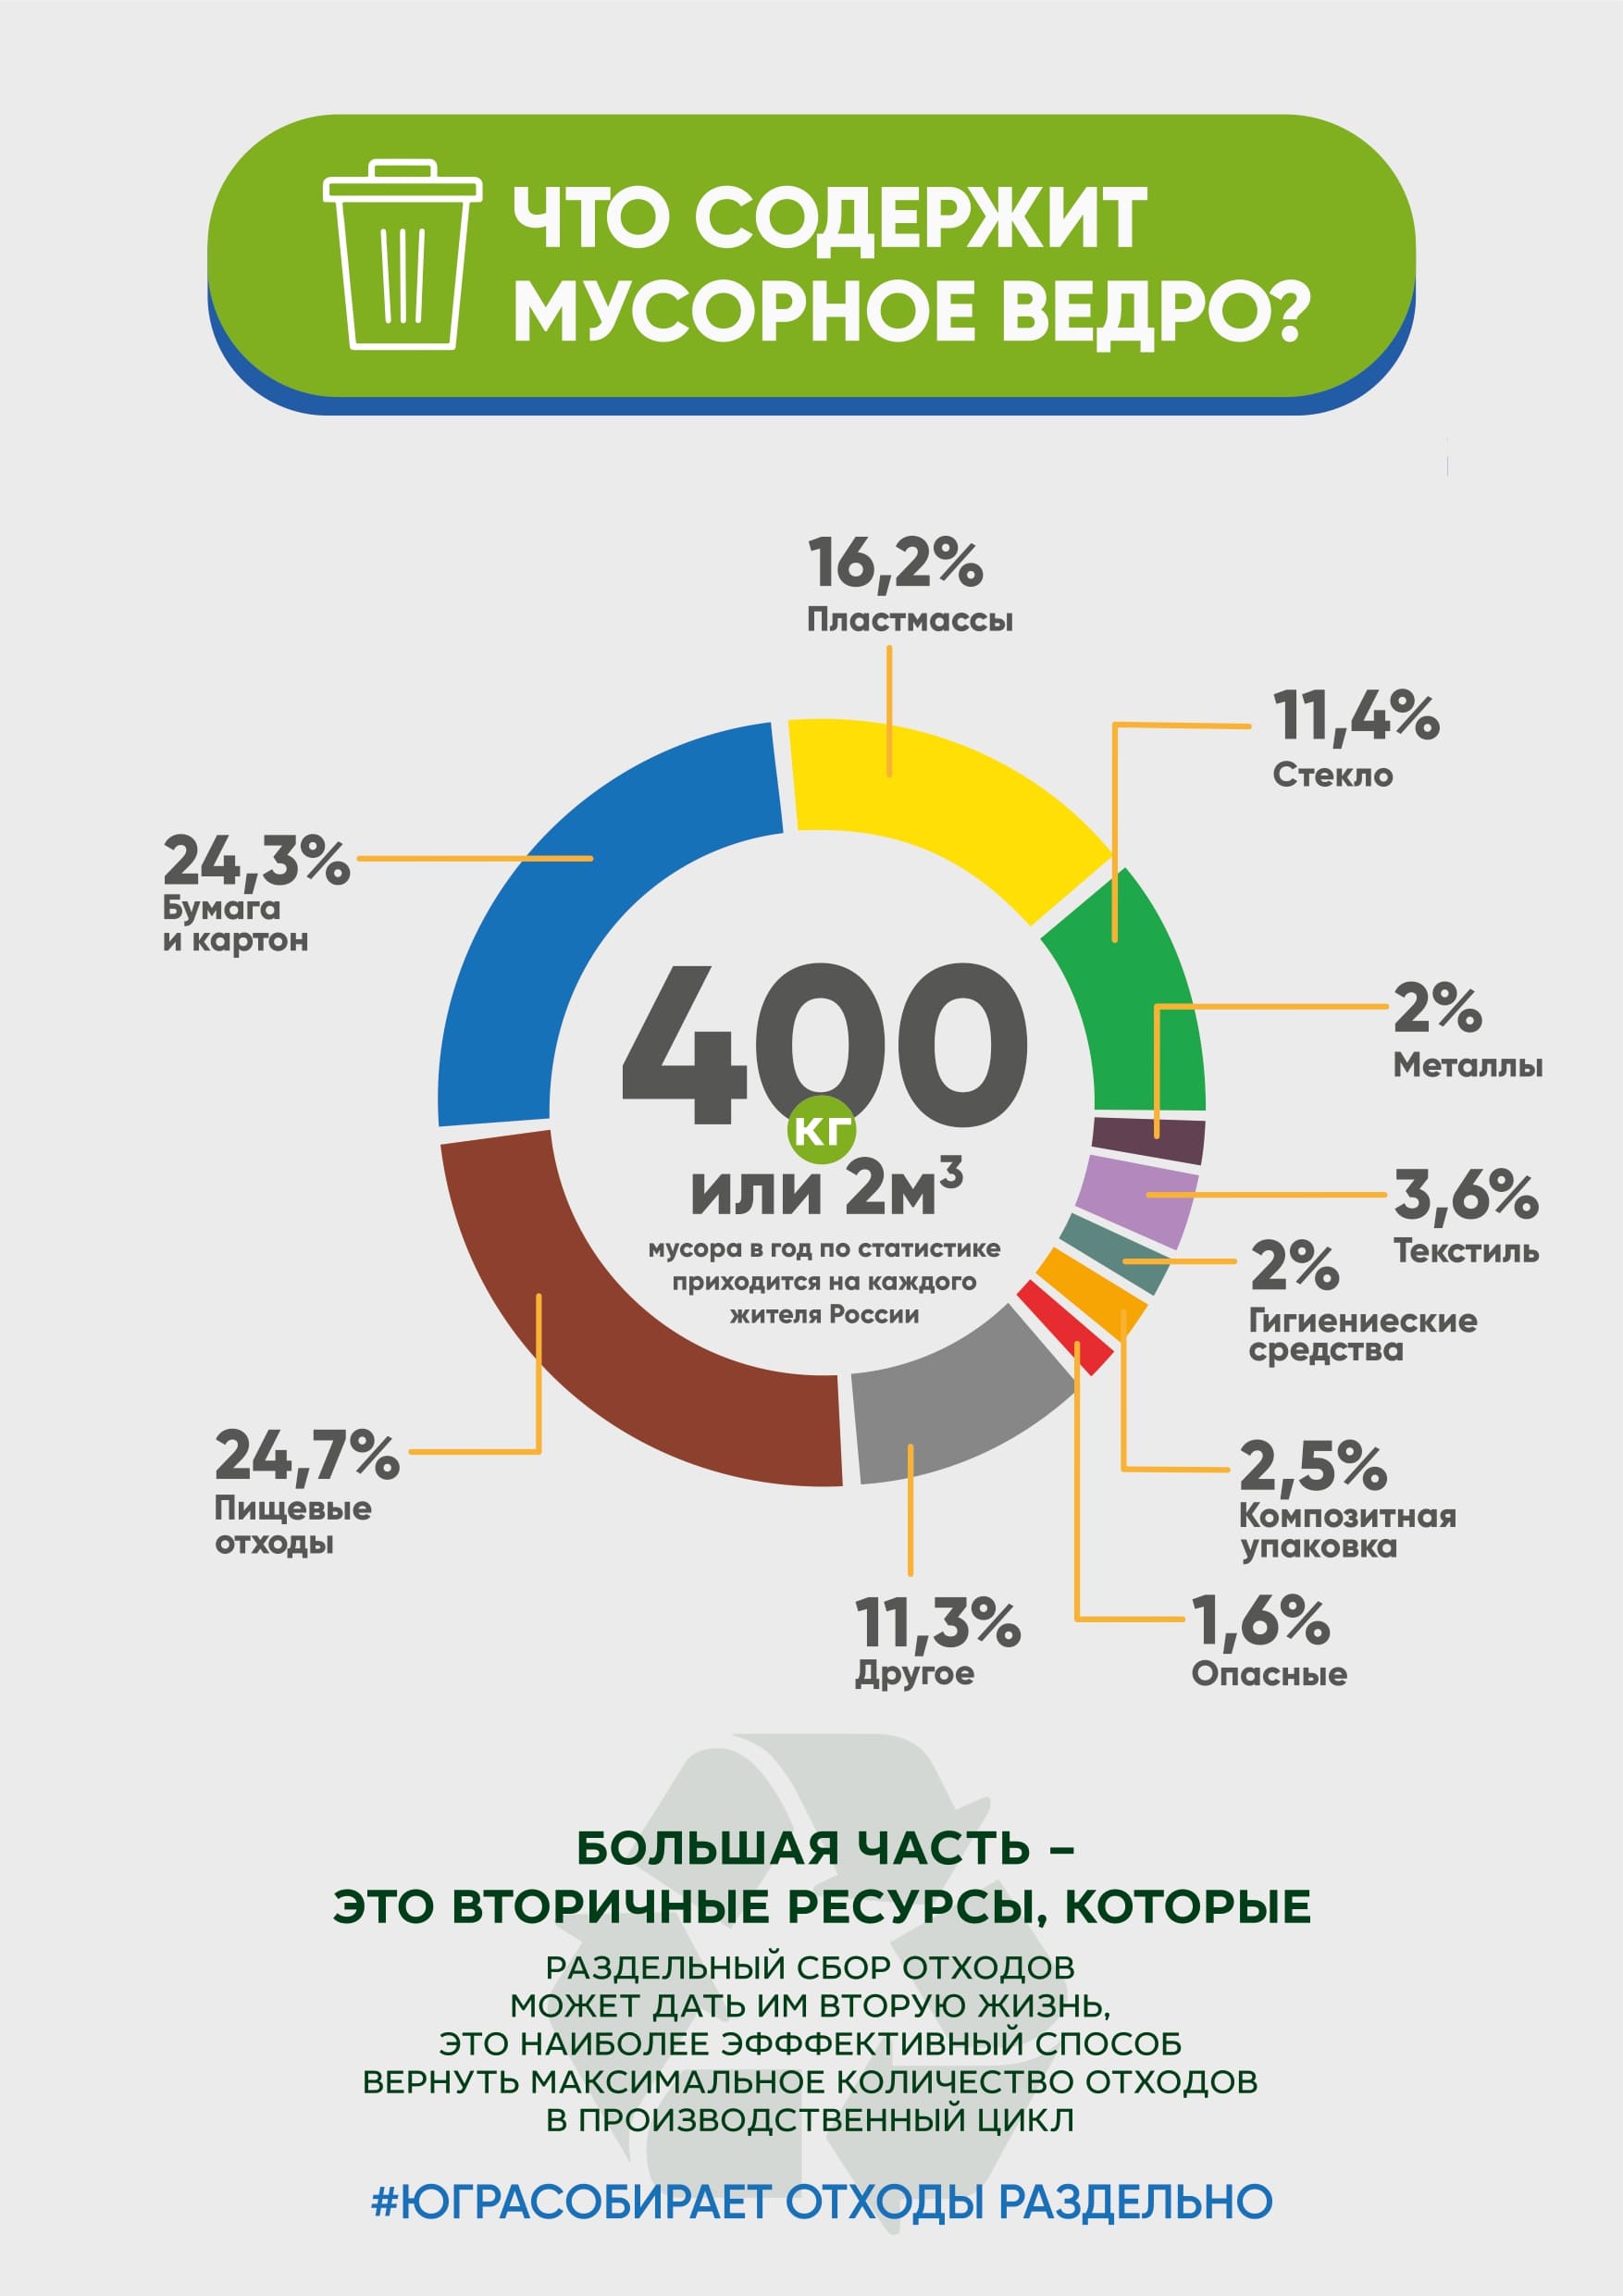 ЧТО СОДЕРЖИТ
МУСОРНОЕ ВЕДРО?
16,2%
Пластмассы
11,4%
Стекло
24,3%
Бумага
и картон
2%
Металлы
400
кг
или 2м³
мусора в год по статистике
приходится на каждого
жителя России
3,6%
Текстиль
2%
Гигиениеские
средства
24,7%
Пищевые
отходы
2,5%
Композитная
упаковка
11,3%
Другое
1,6%
Опасные
БОЛЬШАЯ ЧАСТЬ –
ЭТО ВТОРИЧНЫЕ РЕСУРСЫ, КОТОРЫЕ
РАЗДЕЛЬНЫЙ СБОР ОТХОДОВ
МОЖЕТ ДАТЬ ИМ ВТОРУЮ ЖИЗНЬ,
ЭТО НАИБОЛЕЕ ЭФФФЕКТИВНЫЙ СПОСОБ
ВЕРНУТЬ МАКСИМАЛЬНОЕ КОЛИЧЕСТВО ОТХОДОВ
В ПРОИЗВОДСТВЕННЫЙ ЦИКЛ
#ЮГРАСОБИРАЕТ ОТХОДЫ РАЗДЕЛЬНО